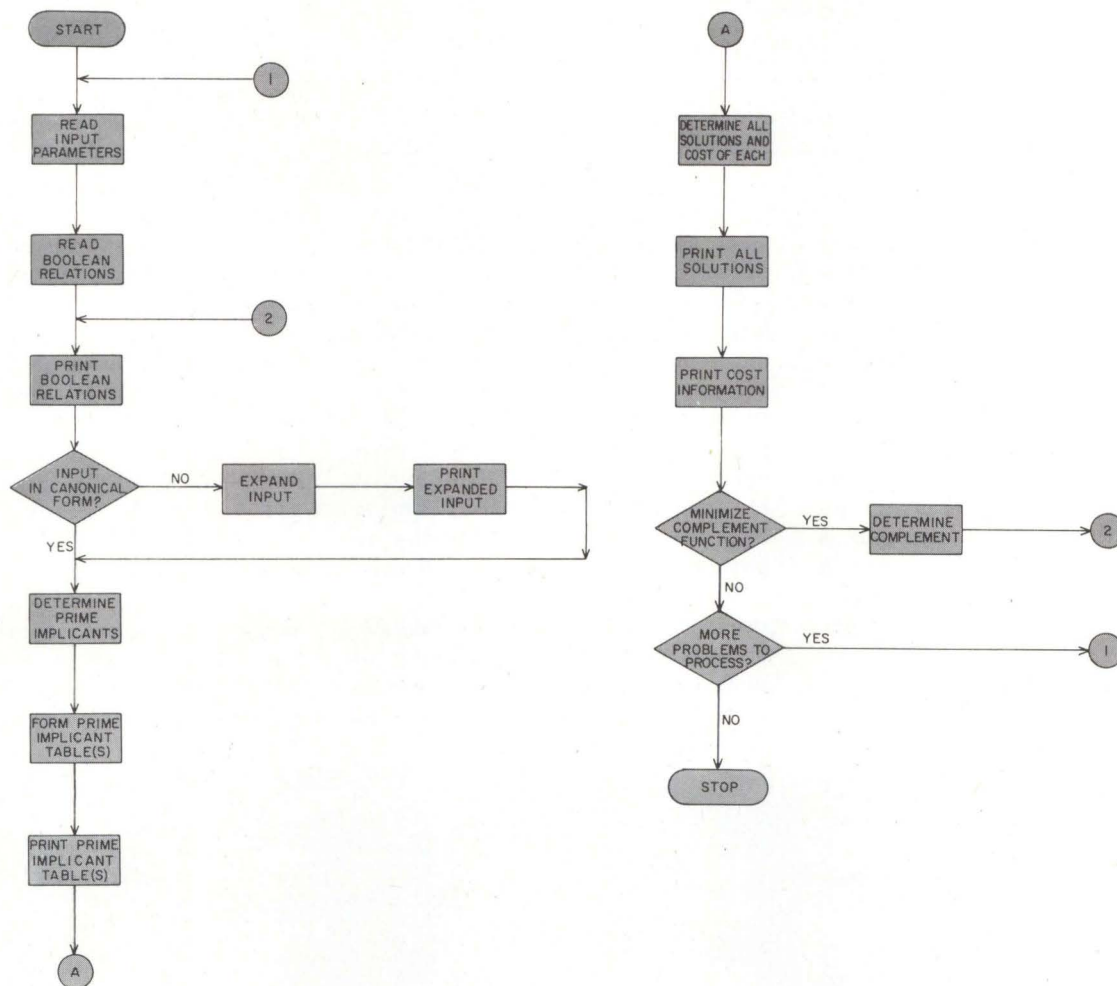 START
1
READ
INPUT
PARAMETERS
READ
BOOLEAN
RELATIONS
2
PRINT
BOOLEAN
RELATIONS
INPUT
IN CANONICAL
FORM?
NO
EXPAND
INPUT
PRINT
EXPANDED
INPUT
YES
DETERMINE
PRIME
IMPLICANTS
FORM PRIME
IMPLICANT
TABLE(S)
PRINT PRIME
IMPLICANT
TABLE(S)
A
A
DETERMINE ALL
SOLUTIONS AND
COST OF EACH
PRINT ALL
SOLUTIONS
PRINT COST
INFORMATION
MINIMIZE
COMPLEMENT
FUNCTION?
YES
DETERMINE
COMPLEMENT
2
NO
MORE
PROBLEMS TO
PROCESS?
YES
1
NO
STOP